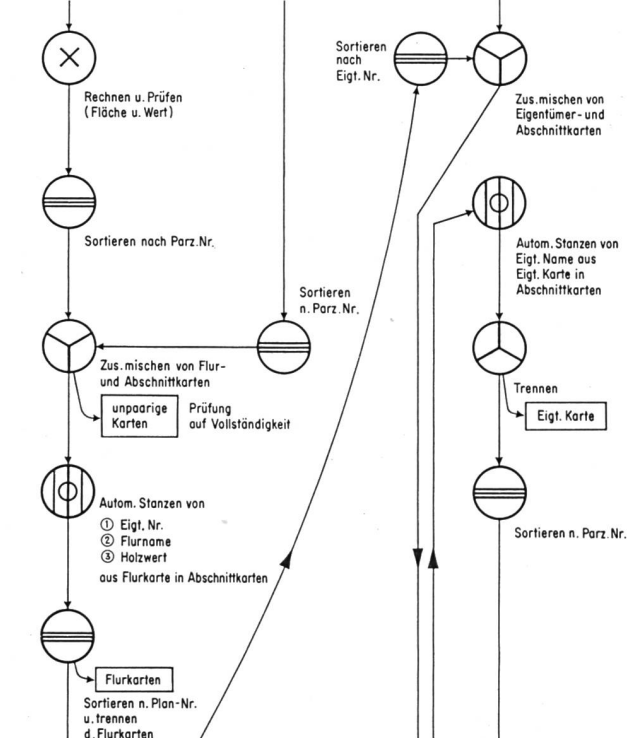 Rechnen u. Prüfen
(Fläche u. Wert)
Sortieren nach Parz.Nr.
Sortieren
n. Parz. Nr.
Zus.mischen von Flur-
und Abschnittkarten
unpaarige
Karten
Prüfung
auf Vollständigkeit
Autom. Stanzen von
① Eigt. Nr.
② Flurname
③ Holzwert
aus Flurkarte in Abschnittkarten
Flurkarten
Sortieren n. Plan-Nr.
u. trennen
d. Flurkarten
Sortieren
nach
Eigt. Nr.
Zus.mischen von
Eigentümer- und
Abschnittkarten
Autom. Stanzen von
Eigt. Name aus
Eigt. Karte in
Abschnittkarten
Trennen
Eigt. Karte
Sortieren n. Parz. Nr.